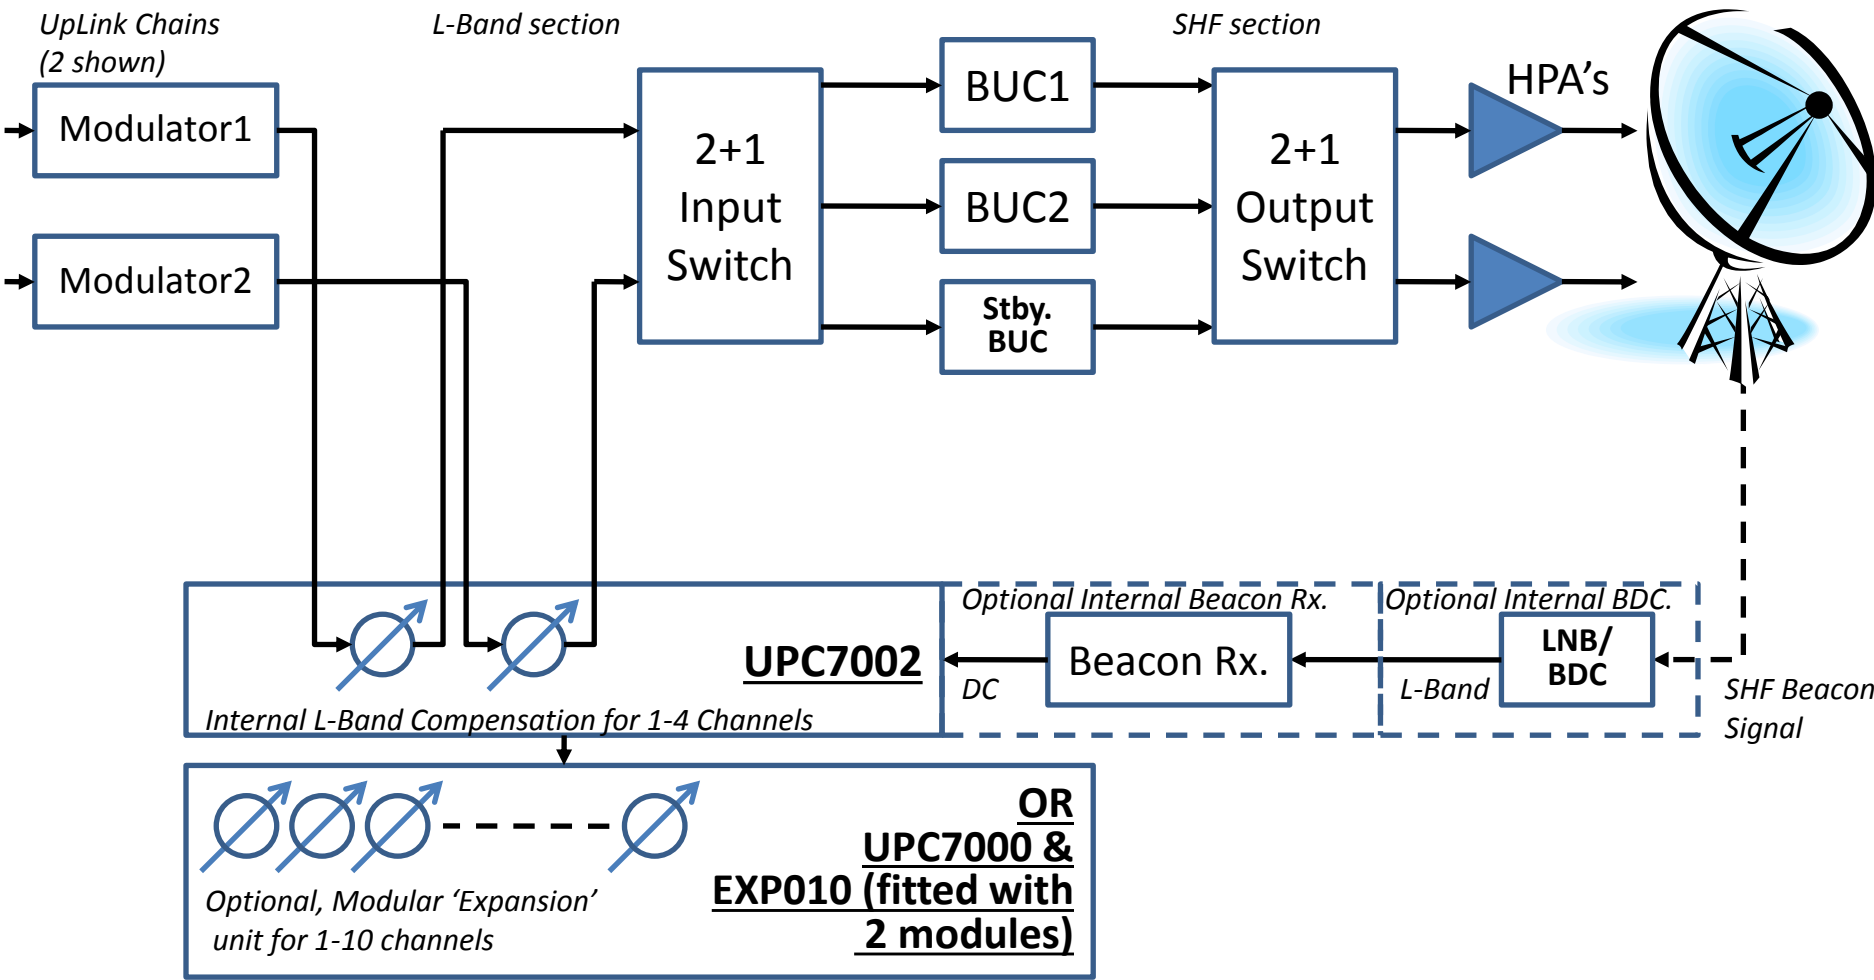 UpLink Chains
(2 shown)
L-Band section
SHF section
Modulator1
Modulator2
2+1
Input
Switch
BUC1
BUC2
Stby.
BUC
2+1
Output
Switch
HPA's
Optional Internal Beacon Rx.
Optional Internal BDC.
UPC7002
Internal L-Band Compensation for 1-4 Channels
DC
Beacon Rx.
L-Band
LNB/
BDC
SHF Beacon
Signal
OR
UPC7000 &
EXP010 (fitted with
2 modules)
Optional, Modular ‘Expansion’
unit for 1-10 channels